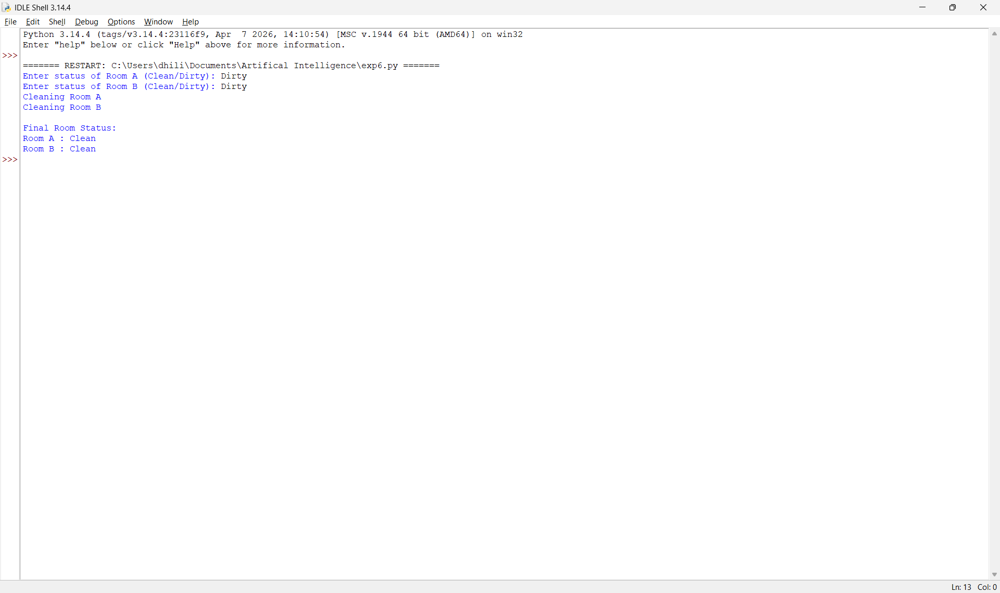 IDLE Shell 3.14.4
File Edit Shell Debug Options Window Help
Python 3.14.4 (tags/v3.14.4:23116f9, Apr  7 2026, 14:10:54) [MSC v.1944 64 bit (AMD64)] on win32
Enter "help" below or click "Help" above for more information.
>>>
======= RESTART: C:\Users\dhili\Documents\Artifical Intelligence\exp6.py =======
Enter status of Room A (Clean/Dirty): Dirty
Enter status of Room B (Clean/Dirty): Dirty
Cleaning Room A
Cleaning Room B
Final Room Status:
Room A : Clean
Room B : Clean
>>>
Ln: 13 Col: 0